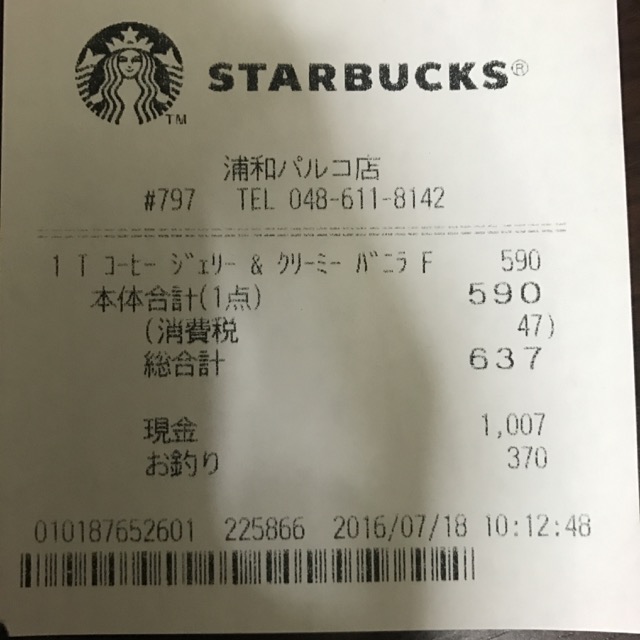 STARBUCKS®
TM
浦和パルコ店
#797 TEL 048-611-8142
1 T ｺｰﾋｰ ｼﾞｪﾘｰ & ｸﾘｰﾐｰ ﾊﾞﾆﾗ F 590
本体合計(1点) 590
(消費税 47)
総合計 637
現金 1,007
お釣り 370
010187652601 225866 2016/07/18 10:12:48